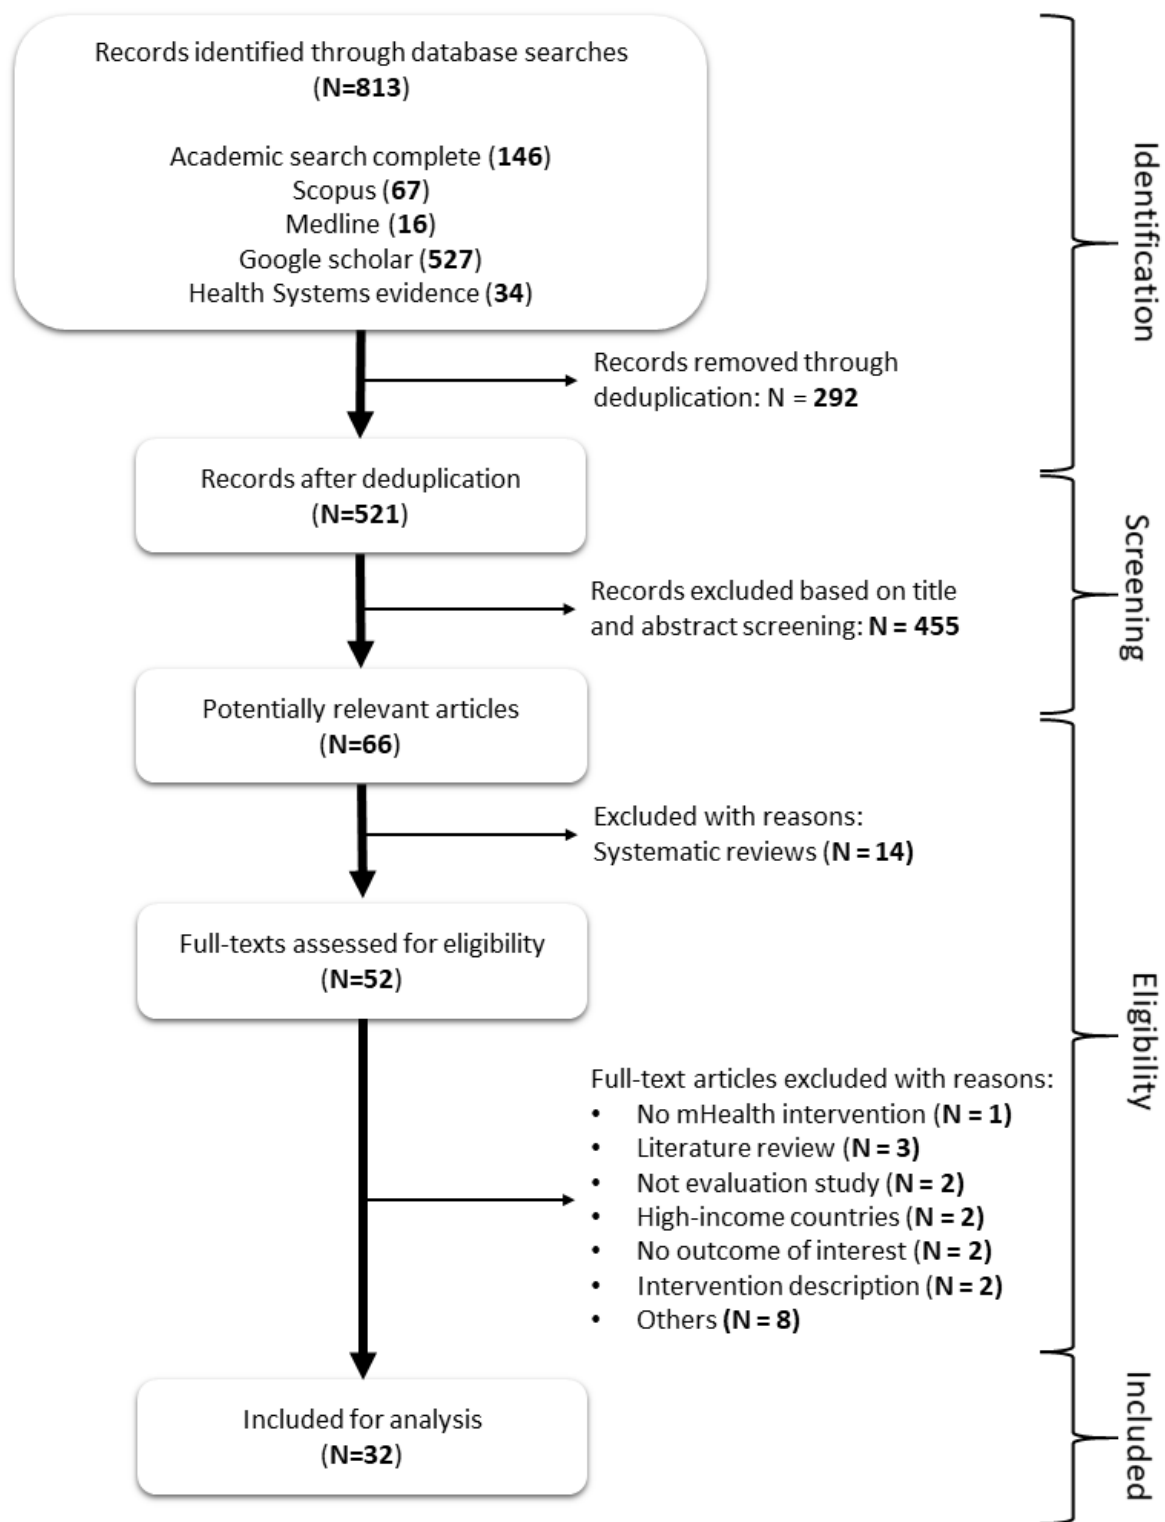 Records identified through database searches
(N=813)
Academic search complete (146)
Scopus (67)
Medline (16)
Google scholar (527)
Health Systems evidence (34)
Identification
Records removed through
deduplication: N = 292
Records after deduplication
(N=521)
Screening
Records excluded based on title
and abstract screening: N = 455
Potentially relevant articles
(N=66)
Excluded with reasons:
Systematic reviews (N = 14)
Full-texts assessed for eligibility
(N=52)
Eligibility
Full-text articles excluded with reasons:
• No mHealth intervention (N = 1)
• Literature review (N = 3)
• Not evaluation study (N = 2)
• High-income countries (N = 2)
• No outcome of interest (N = 2)
• Intervention description (N = 2)
• Others (N = 8)
Included for analysis
(N=32)
Included